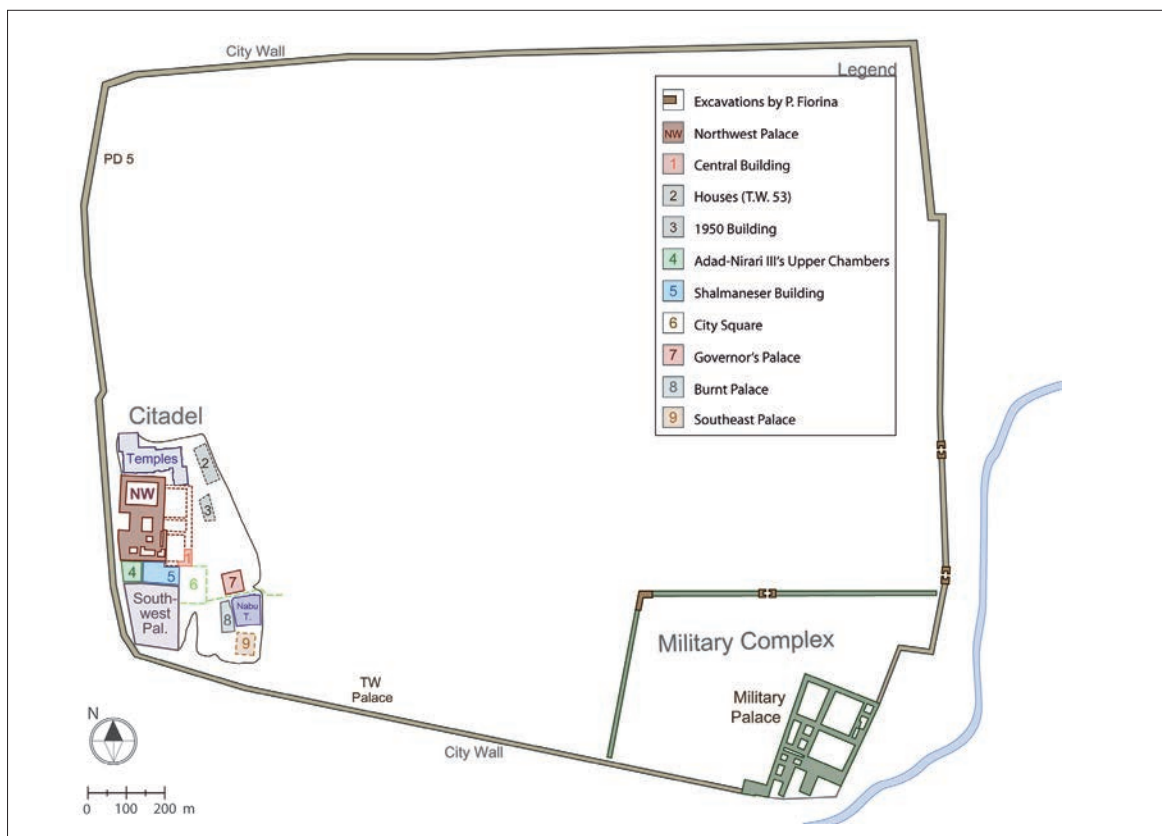 City Wall
Legend
Excavations by P. Fiorina
NW Northwest Palace
1 Central Building
2 Houses (T.W. 53)
3 1950 Building
4 Adad-Nirari III's Upper Chambers
5 Shalmaneser Building
6 City Square
7 Governor's Palace
8 Burnt Palace
9 Southeast Palace
PD 5
Citadel
Temples
2
NW
3
1
4
5
6
7
South-
west
Pal.
8
Nabu
T.
9
Military Complex
TW
Palace
Military
Palace
City Wall
N
0 100 200 m